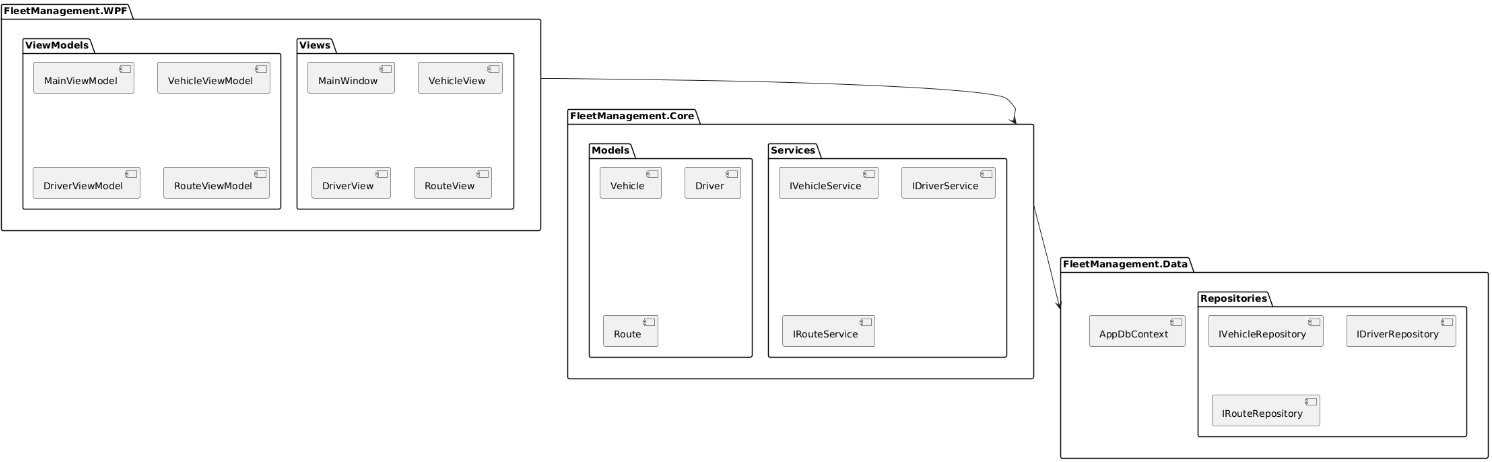 FleetManagement.WPF
ViewModels
MainViewModel
VehicleViewModel
DriverViewModel
RouteViewModel
Views
MainWindow
VehicleView
DriverView
RouteView
FleetManagement.Core
Models
Vehicle
Driver
Route
Services
IVehicleService
IDriverService
IRouteService
FleetManagement.Data
AppDbContext
Repositories
IVehicleRepository
IDriverRepository
IRouteRepository